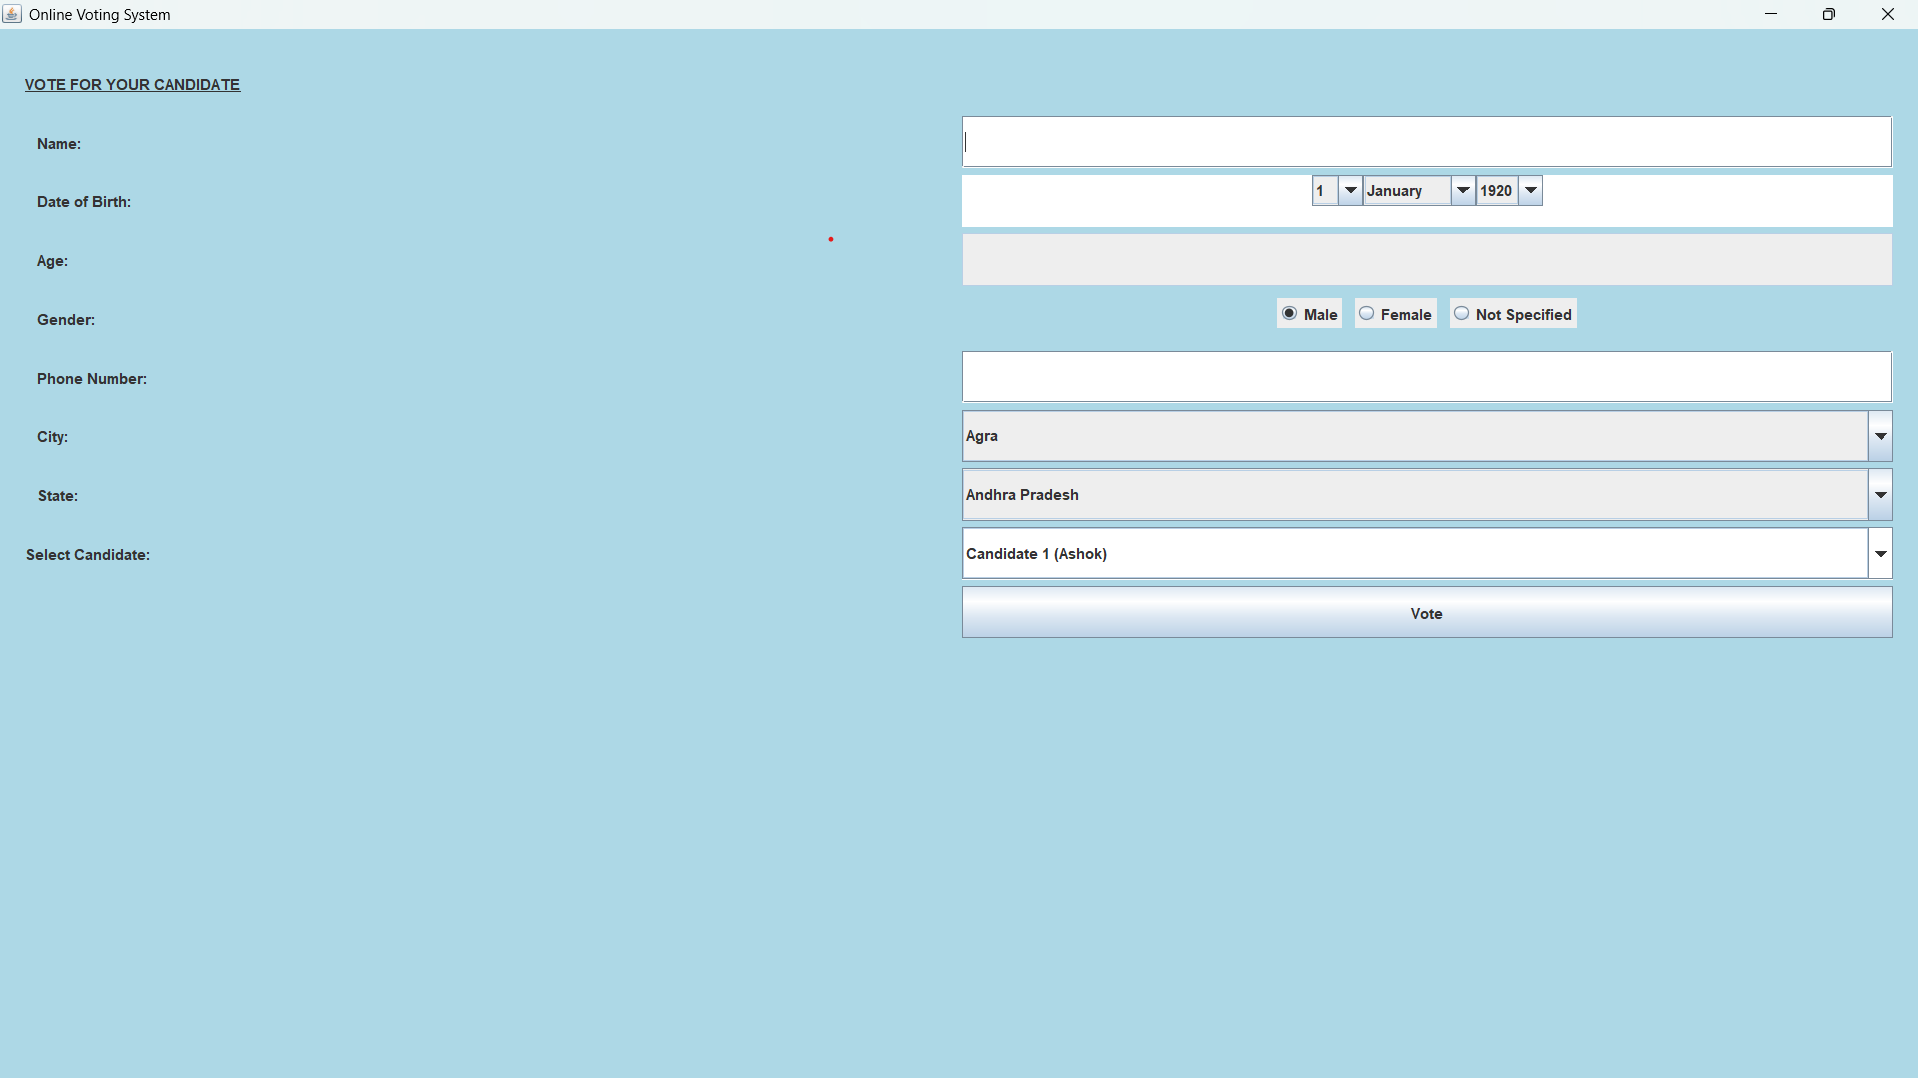 Online Voting System
VOTE FOR YOUR CANDIDATE
Name:
Date of Birth: 1 January 1920
Age:
Gender: Male Female Not Specified
Phone Number:
City: Agra
State: Andhra Pradesh
Select Candidate: Candidate 1 (Ashok)
Vote